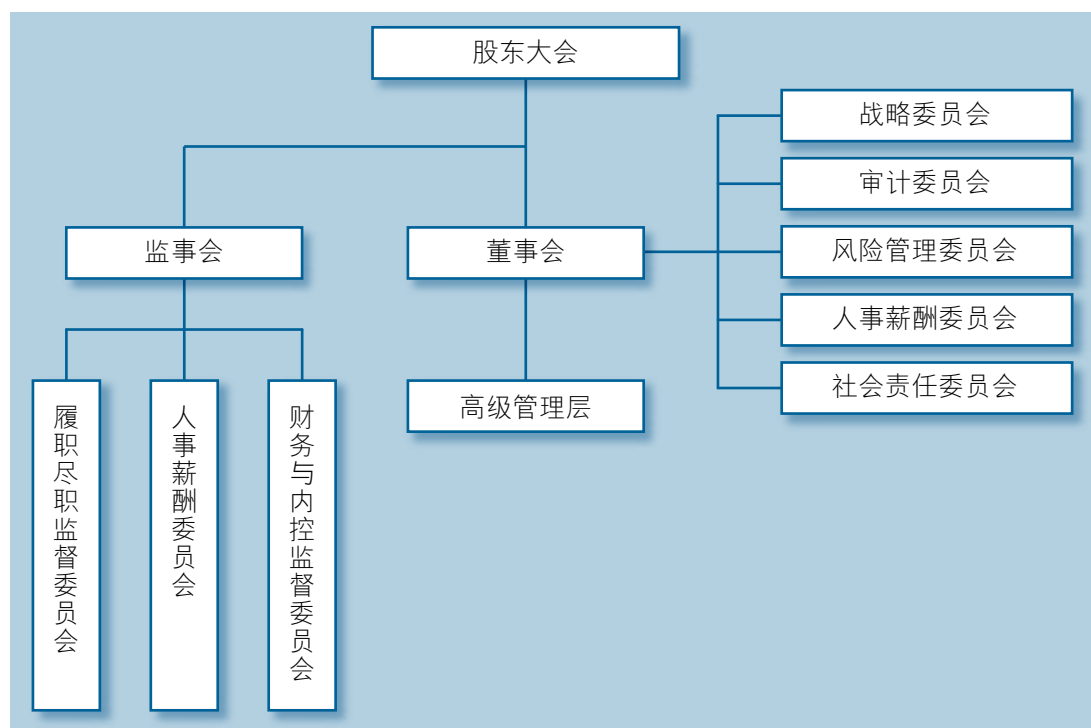 股东大会
战略委员会
审计委员会
监事会
董事会
风险管理委员会
人事薪酬委员会
高级管理层
社会责任委员会
履职尽职监督委员会
人事薪酬委员会
财务与内控监督委员会